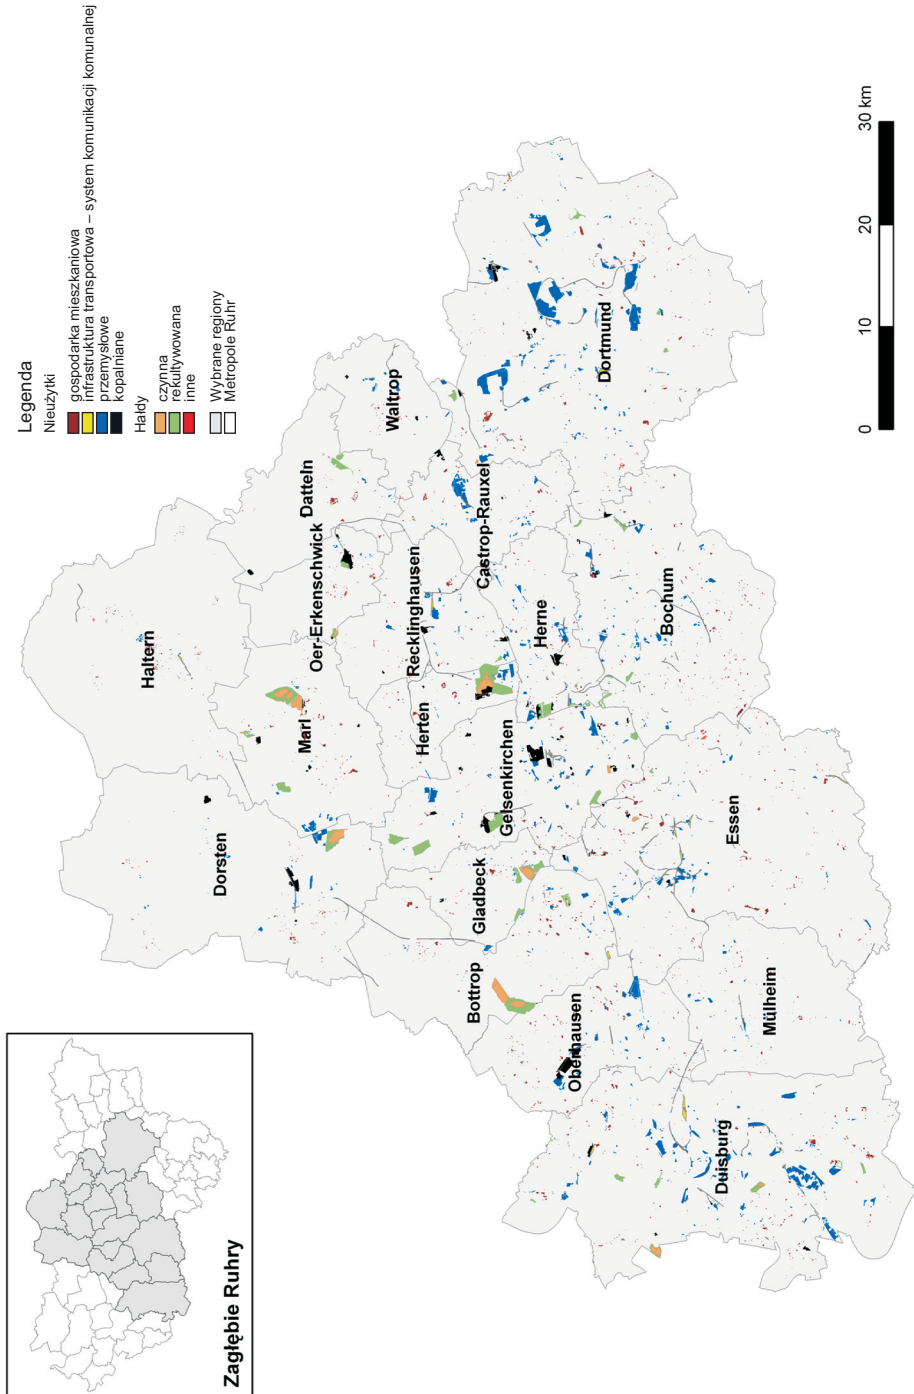 Legenda
Nieużytki
gospodarka mieszkaniowa
infrastruktura transportowa – system komunikacji komunalnej
przemysłowe
kopalniane
Hałdy
czynna
rekultywowana
inne
Wybrane regiony
Metropole Ruhr
Zagłębie Ruhry
Haltern
Dorsten
Marl
Oer-Erkenschwick
Datteln
Waltrop
Recklinghausen
Herten
Gelsenkirchen
Gladbeck
Bottrop
Castrop-Rauxel
Herne
Oberhausen
Dortmund
Bochum
Essen
Mülheim
Duisburg
0 10 20 30 km